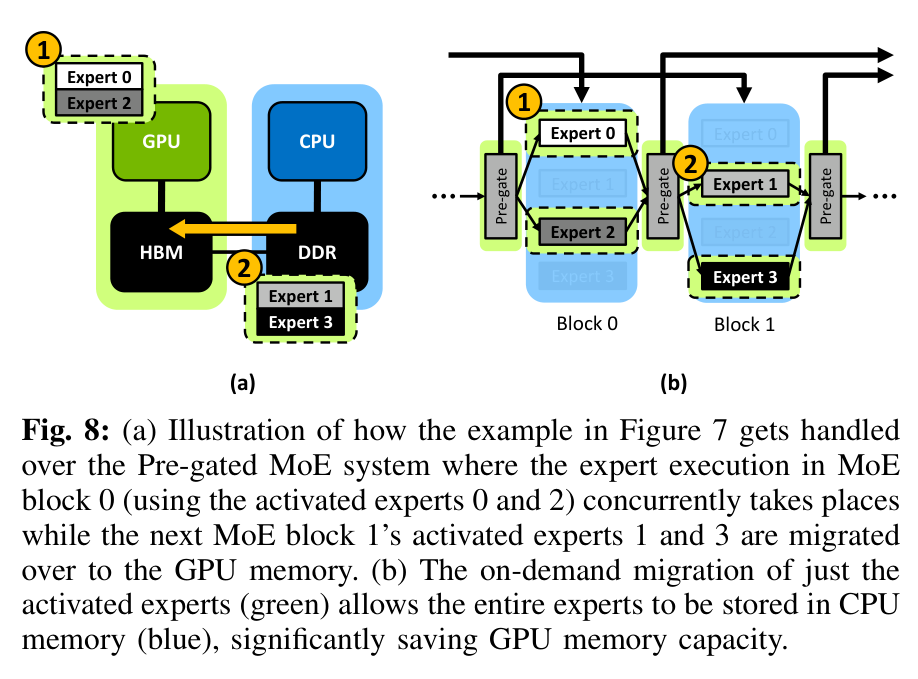 1
Expert 0
Expert 2
GPU
CPU
HBM
DDR
2
Expert 1
Expert 3
(a)
1
Expert 0
Expert 1
Expert 2
Expert 3
Block 0
Pre-gate
Pre-gate
Pre-gate
2
Expert 0
Expert 1
Expert 2
Expert 3
Block 1
(b)
Fig. 8: (a) Illustration of how the example in Figure 7 gets handled
over the Pre-gated MoE system where the expert execution in MoE
block 0 (using the activated experts 0 and 2) concurrently takes places
while the next MoE block 1's activated experts 1 and 3 are migrated
over to the GPU memory. (b) The on-demand migration of just the
activated experts (green) allows the entire experts to be stored in CPU
memory (blue), significantly saving GPU memory capacity.